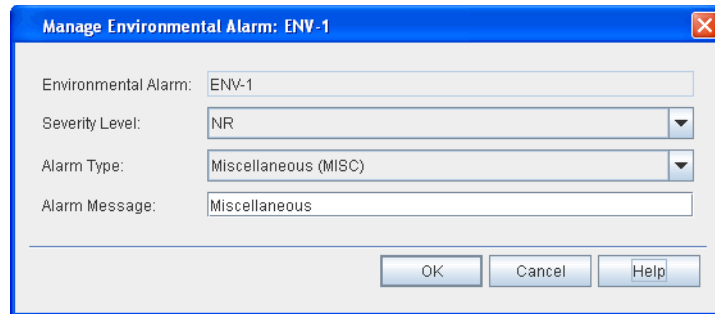 Manage Environmental Alarm: ENV-1
Environmental Alarm: ENV-1
Severity Level: NR
Alarm Type: Miscellaneous (MISC)
Alarm Message: Miscellaneous
OK Cancel Help